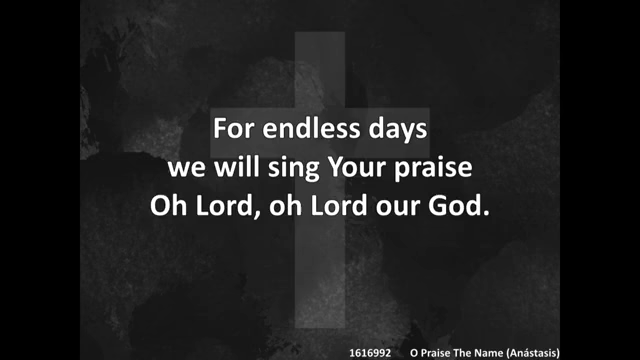 For endless days
we will sing Your praise
Oh Lord, oh Lord our God.
1616992 O Praise The Name (Anástasis)